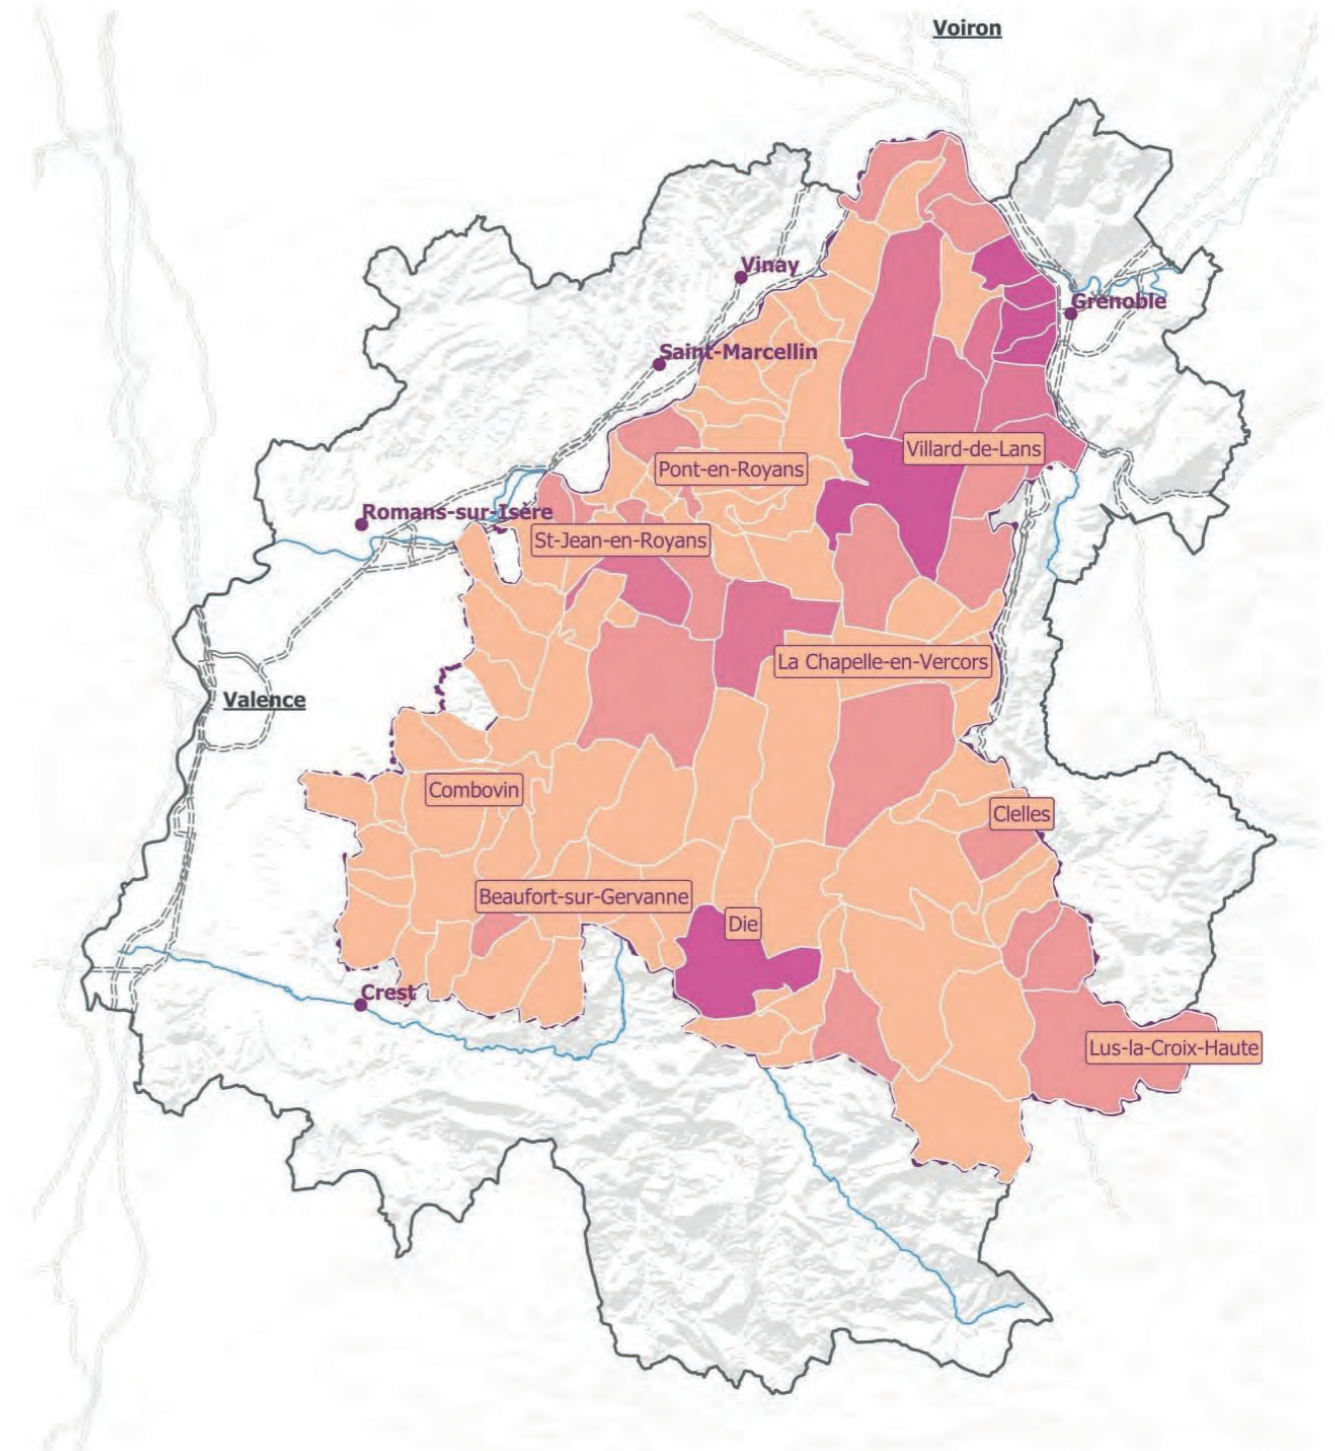 Voiron
Vinay
Grenoble
Saint-Marcellin
Villard-de-Lans
Pont-en-Royans
Romans-sur-Isère
St-Jean-en-Royans
La Chapelle-en-Vercors
Valence
Combovin
Clelles
Beaufort-sur-Gervanne
Die
Crest
Lus-la-Croix-Haute